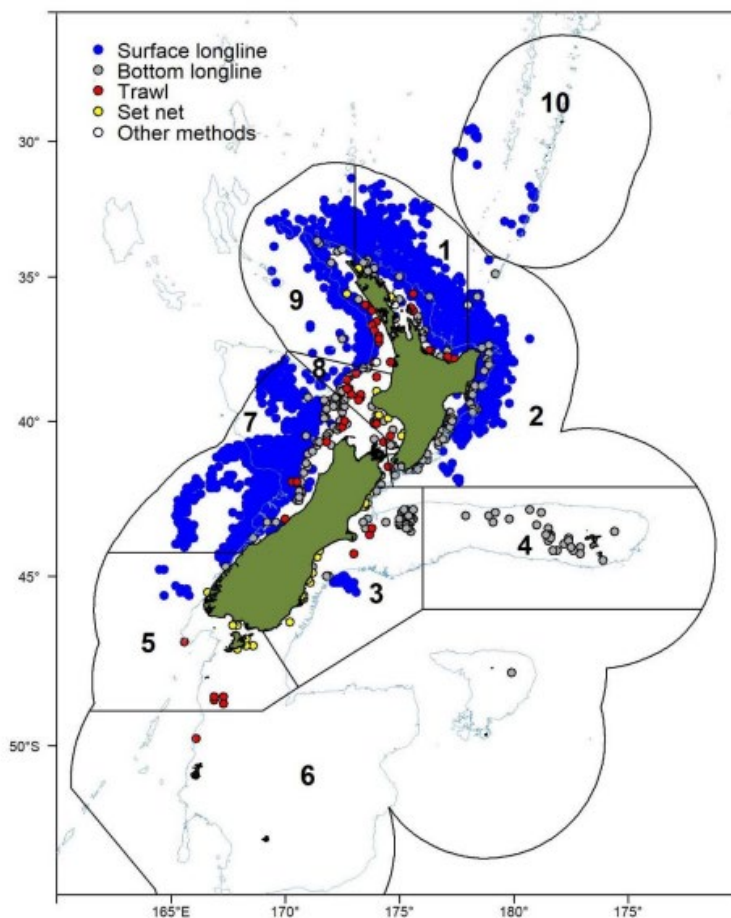 Surface longline
Bottom longline
Trawl
Set net
Other methods
10
30°
1
35°
9
8
2
40°
7
4
45°
3
5
50°S
6
165°E
170°
175°
180°
175°